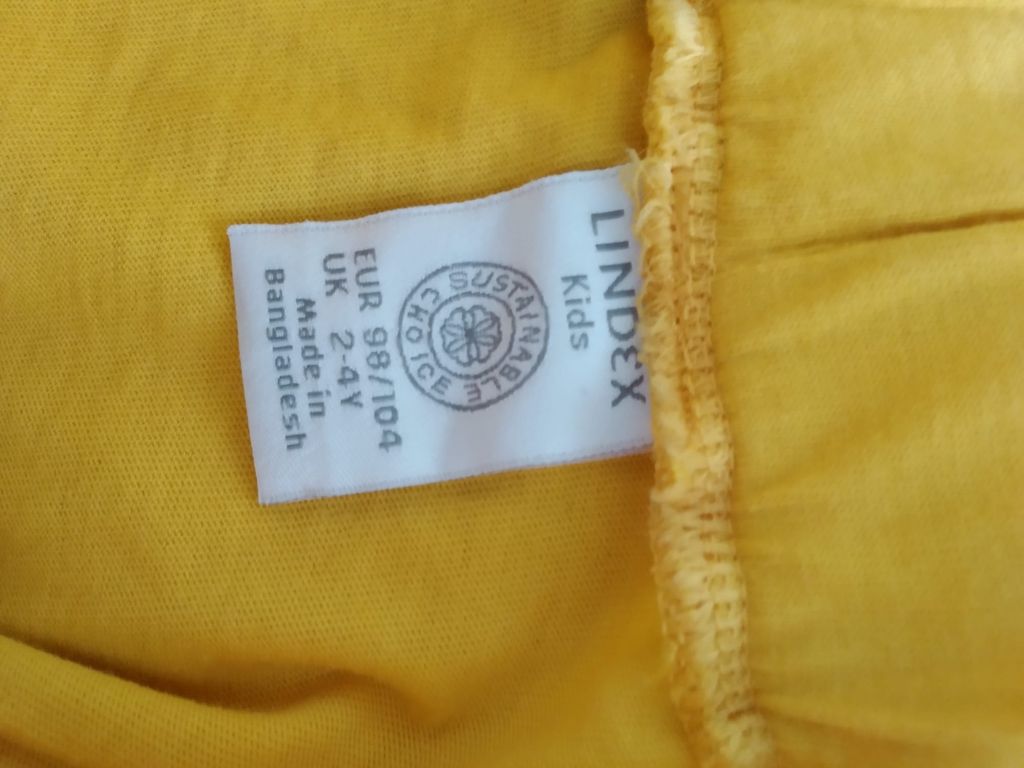 LINDEX
Kids
SUSTAINABLE CHOICE
EUR 98/104
UK 2-4Y
Made in
Bangladesh